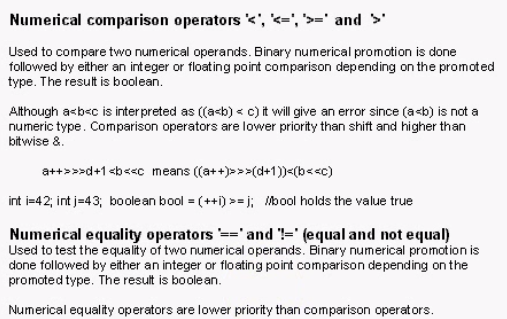 Numerical comparison operators '<', '<=', '>=' and '>'
Used to compare two numerical operands. Binary numerical promotion is done
followed by either an integer or floating point comparison depending on the promoted
type. The result is boolean.
Although a<b<c is interpreted as ((a<b) < c) it will give an error since (a<b) is not a
numeric type. Comparison operators are lower priority than shift and higher than
bitwise &.
a++>>>d+1<b<<c means ((a++)>>>(d+1))<(b<<c)
int i=42; int j=43; boolean bool = (++i) >= j; //bool holds the value true
Numerical equality operators '==' and '!=' (equal and not equal)
Used to test the equality of two numerical operands. Binary numerical promotion is
done followed by either an integer or floating point comparison depending on the
promoted type. The result is boolean.
Numerical equality operators are lower priority than comparison operators.